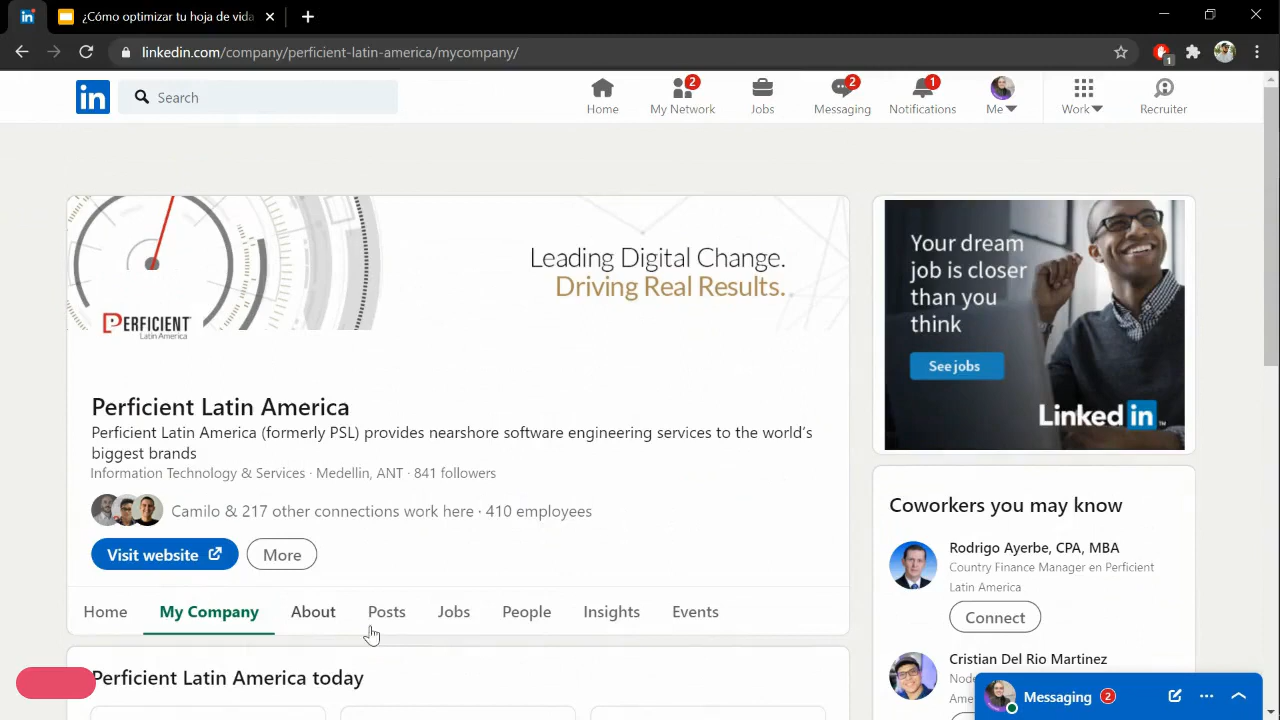 ¿Cómo optimizar tu hoja de vida
linkedin.com/company/perficient-latin-america/mycompany/
1
in
Search
Home
2
My Network
Jobs
2
Messaging
1
Notifications
Me
Work
Recruiter
Leading Digital Change.
Driving Real Results.
PERFICIENT
Latin America
Perficient Latin America
Perficient Latin America (formerly PSL) provides nearshore software engineering services to the world's
biggest brands
Information Technology & Services · Medellin, ANT · 841 followers
Camilo & 217 other connections work here · 410 employees
Visit website
More
Home
My Company
About
Posts
Jobs
People
Insights
Events
Perficient Latin America today
Your dream
job is closer
than you
think
See jobs
Linked in
Coworkers you may know
Rodrigo Ayerbe, CPA, MBA
Country Finance Manager en Perficient
Latin America
Connect
Cristian Del Rio Martinez
Messaging 2